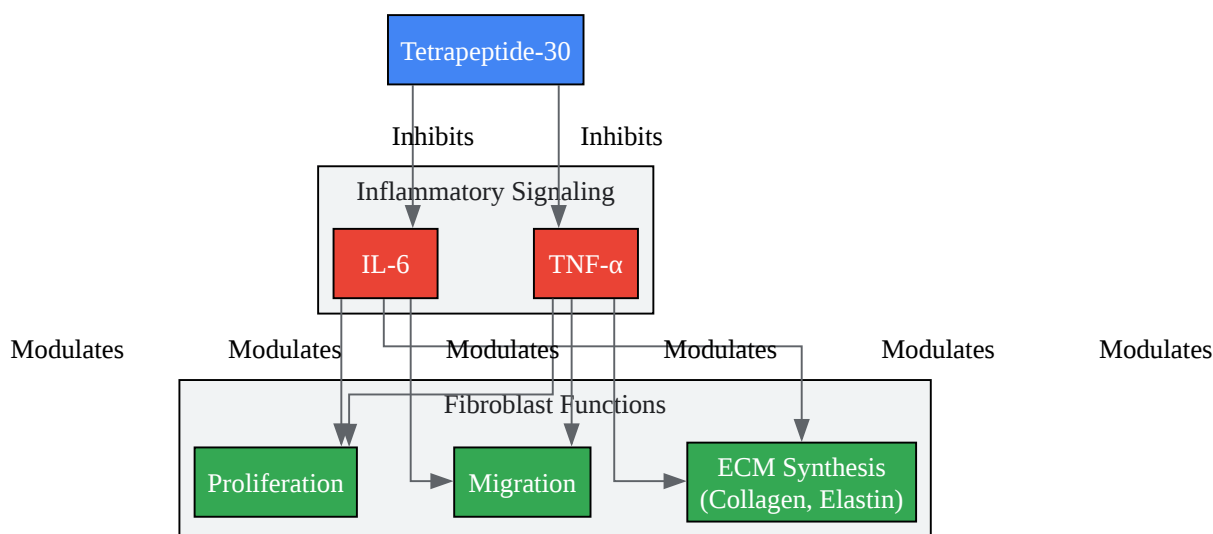 Tetrapeptide-30
Inhibits
Inhibits
Inflammatory Signaling
IL-6
TNF-α
Modulates
Modulates
Modulates
Modulates
Modulates
Modulates
Fibroblast Functions
Proliferation
Migration
ECM Synthesis
(Collagen, Elastin)